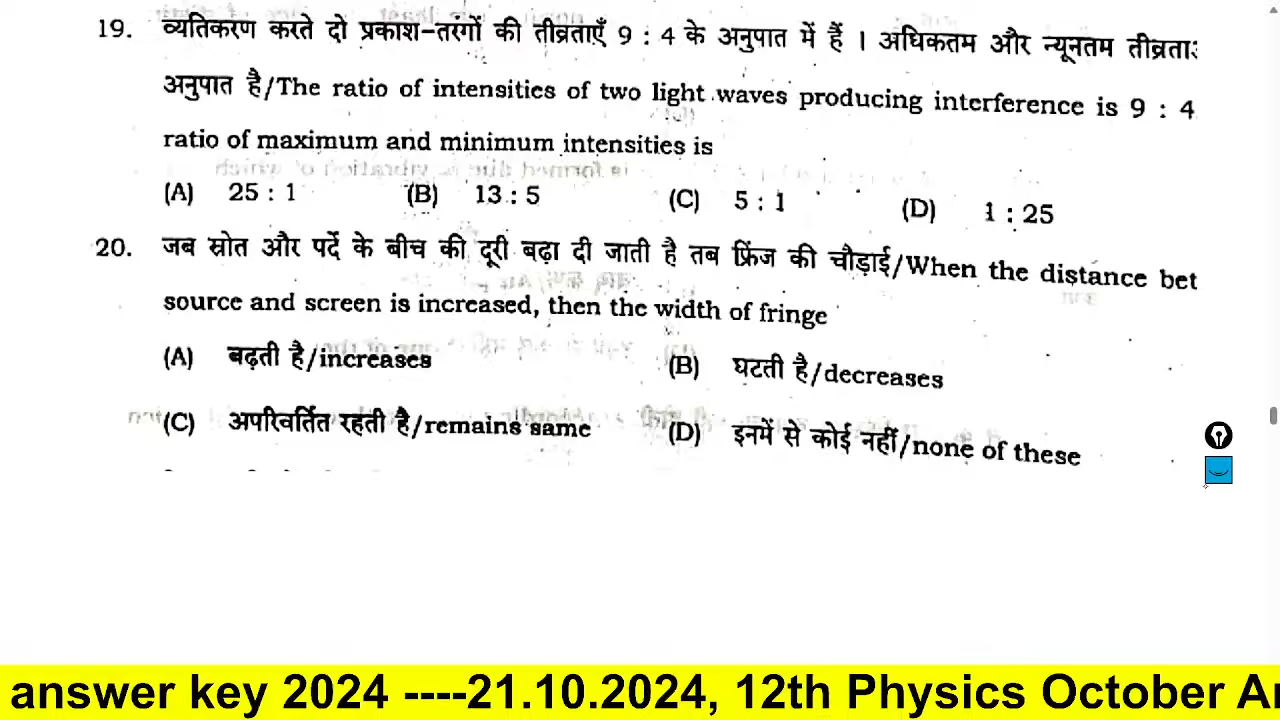 19. व्यतिकरण करते दो प्रकाश-तरंगों की तीव्रताएँ 9 : 4 के अनुपात में हैं । अधिकतम और न्यूनतम
अनुपात है/The ratio of intensities of two light waves producing interference is 9 : 4
ratio of maximum and minimum intensities is
(A) 25 : 1 (B) 13 : 5 (C) 5 : 1 (D) 1 : 25
20. जब स्रोत और पर्दे के बीच की दूरी बढ़ा दी जाती है तब फ्रिंज की चौड़ाई/When the distance bet
source and screen is increased, then the width of fringe
(A) बढ़ती है/increases (B) घटती है/decreases
(C) अपरिवर्तित रहती है/remains same (D) इनमें से कोई नहीं/none of these
answer key 2024 ----21.10.2024, 12th Physics October